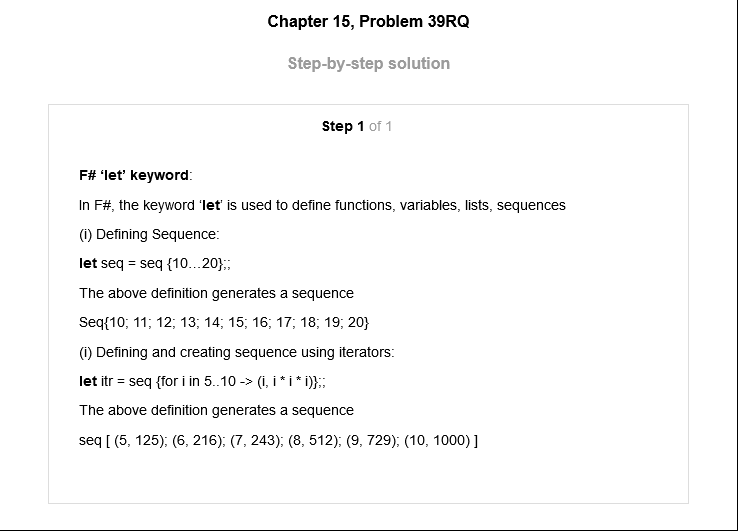 Chapter 15, Problem 39RQ
Step-by-step solution
Step 1 of 1
F# ‘let’ keyword:
In F#, the keyword ‘let’ is used to define functions, variables, lists, sequences
(i) Defining Sequence:
let seq = seq {10...20};;
The above definition generates a sequence
Seq{10; 11; 12; 13; 14; 15; 16; 17; 18; 19; 20}
(i) Defining and creating sequence using iterators:
let itr = seq {for i in 5..10 -> (i, i * i * i)};;
The above definition generates a sequence
seq [ (5, 125); (6, 216); (7, 243); (8, 512); (9, 729); (10, 1000) ]